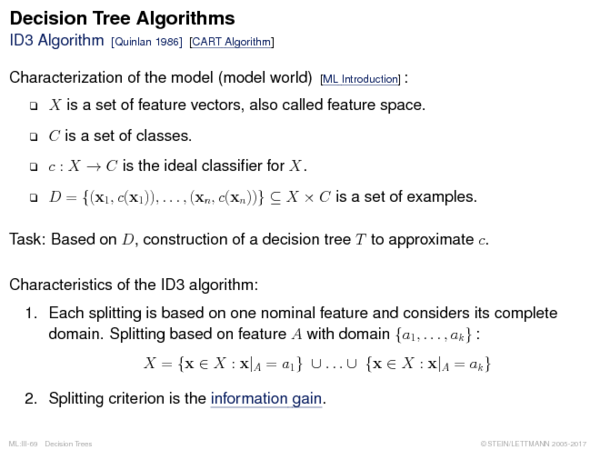 Decision Tree Algorithms
ID3 Algorithm [Quinlan 1986] [CART Algorithm]
Characterization of the model (model world) [ML Introduction] :
❑ X is a set of feature vectors, also called feature space.
❑ C is a set of classes.
❑ c : X → C is the ideal classifier for X.
❑ D = {(x₁, c(x₁)), . . . , (xₙ, c(xₙ))} ⊆ X × C is a set of examples.
Task: Based on D, construction of a decision tree T to approximate c.
Characteristics of the ID3 algorithm:
1. Each splitting is based on one nominal feature and considers its complete
domain. Splitting based on feature A with domain {a₁, . . . , aₖ} :
X = {x ∈ X : x|_A = a₁} ∪ . . . ∪ {x ∈ X : x|_A = aₖ}
2. Splitting criterion is the information gain.
ML:III-69 Decision Trees
©STEIN/LETTMANN 2005-2017